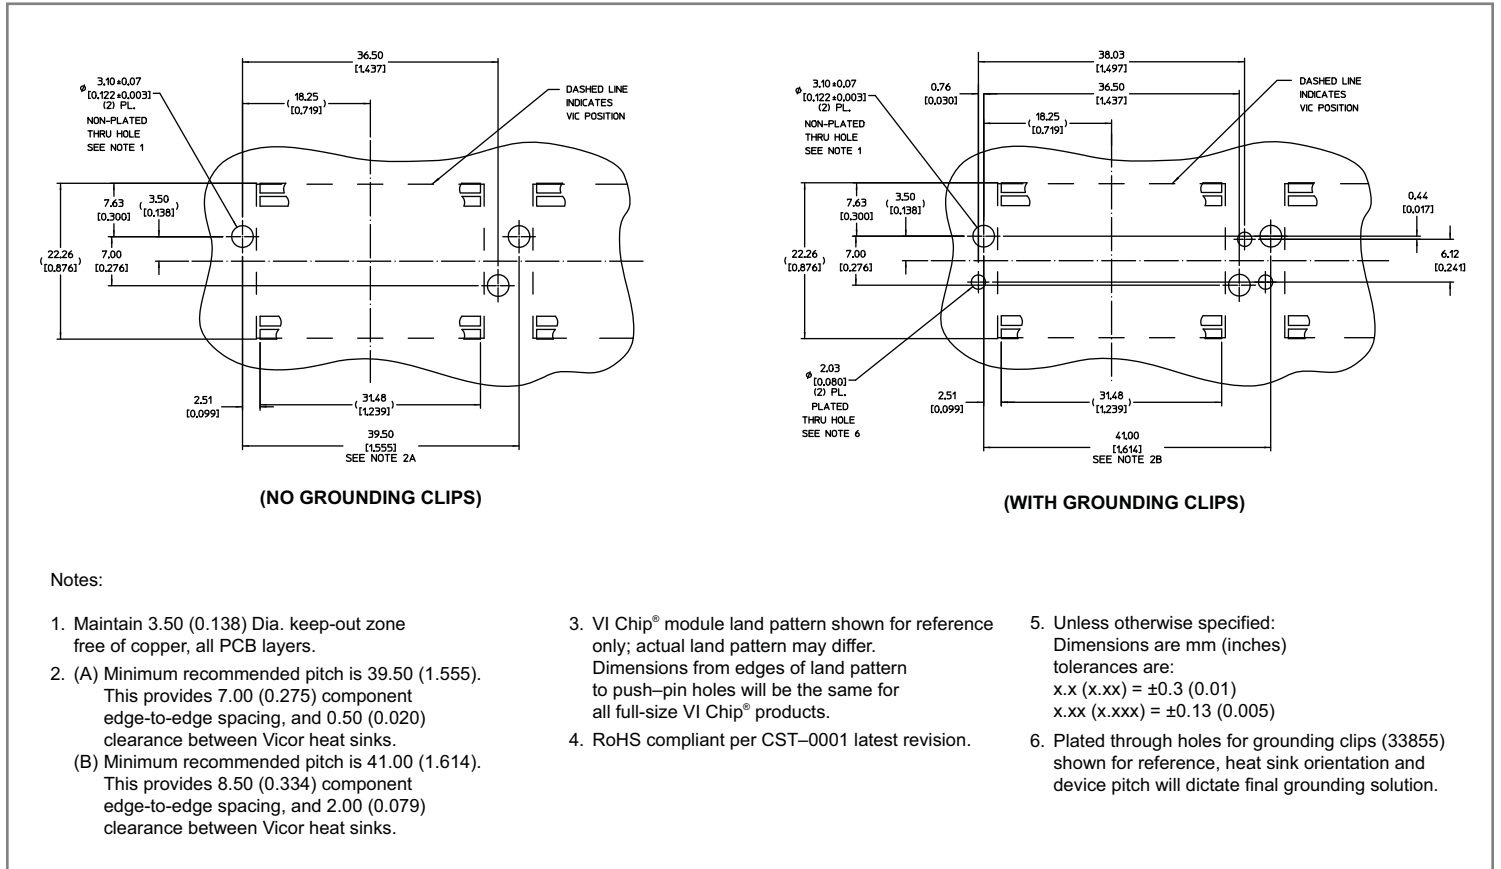 36.50
[1.437]
3.10±0.07
ø [0.122±0.003]
(2) PL.
NON-PLATED
THRU HOLE
SEE NOTE 1
( 18.25 )
[0.719]
DASHED LINE
INDICATES
VIC POSITION
7.63
[0.300]
( 3.50 )
[0.138]
( 22.26 )
[0.876]
7.00
[0.276]
2.51
[0.099]
( 31.48 )
[1.239]
39.50
[1.555]
SEE NOTE 2A
(NO GROUNDING CLIPS)
38.03
[1.497]
3.10±0.07
ø [0.122±0.003]
(2) PL.
NON-PLATED
THRU HOLE
SEE NOTE 1
0.76
[0.030]
36.50
[1.437]
( 18.25 )
[0.719]
DASHED LINE
INDICATES
VIC POSITION
7.63
[0.300]
( 3.50 )
[0.138]
0.44
[0.017]
( 22.26 )
[0.876]
7.00
[0.276]
6.12
[0.241]
ø 2.03
[0.080]
(2) PL.
PLATED
THRU HOLE
SEE NOTE 6
2.51
[0.099]
( 31.48 )
[1.239]
41.00
[1.614]
SEE NOTE 2B
(WITH GROUNDING CLIPS)
Notes:
1. Maintain 3.50 (0.138) Dia. keep-out zone
free of copper, all PCB layers.
2. (A) Minimum recommended pitch is 39.50 (1.555).
This provides 7.00 (0.275) component
edge-to-edge spacing, and 0.50 (0.020)
clearance between Vicor heat sinks.
(B) Minimum recommended pitch is 41.00 (1.614).
This provides 8.50 (0.334) component
edge-to-edge spacing, and 2.00 (0.079)
clearance between Vicor heat sinks.
3. VI Chip® module land pattern shown for reference
only; actual land pattern may differ.
Dimensions from edges of land pattern
to push–pin holes will be the same for
all full-size VI Chip® products.
4. RoHS compliant per CST–0001 latest revision.
5. Unless otherwise specified:
Dimensions are mm (inches)
tolerances are:
x.x (x.xx) = ±0.3 (0.01)
x.xx (x.xxx) = ±0.13 (0.005)
6. Plated through holes for grounding clips (33855)
shown for reference, heat sink orientation and
device pitch will dictate final grounding solution.